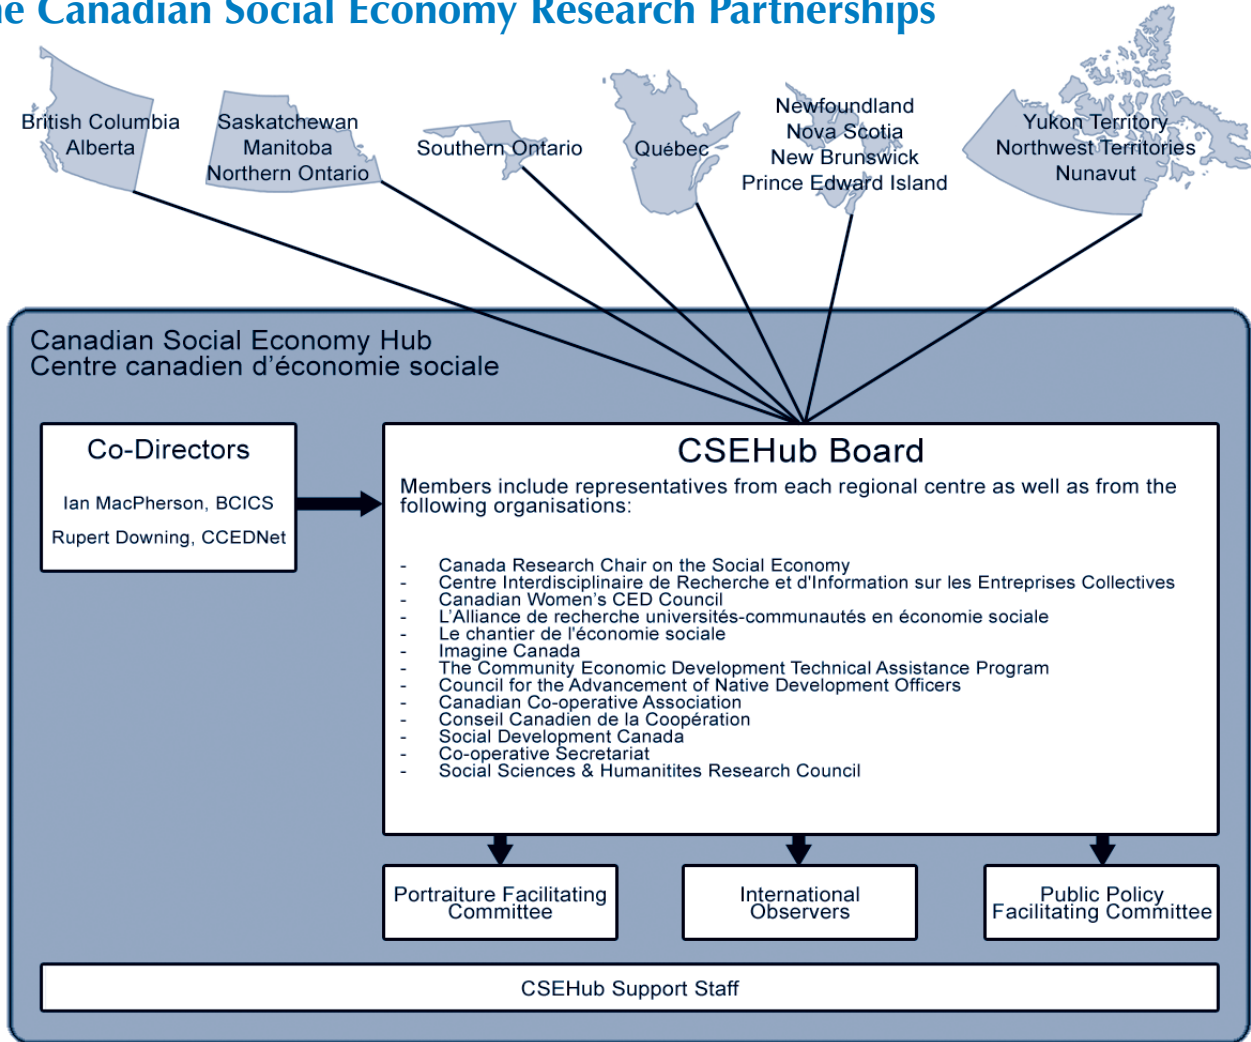 he Canadian Social Economy Research Partnerships
British Columbia
Alberta
Saskatchewan
Manitoba
Northern Ontario
Southern Ontario
Québec
Newfoundland
Nova Scotia
New Brunswick
Prince Edward Island
Yukon Territory
Northwest Territories
Nunavut
Canadian Social Economy Hub
Centre canadien d'économie sociale
Co-Directors
Ian MacPherson, BCICS
Rupert Downing, CCEDNet
CSEHub Board
Members include representatives from each regional centre as well as from the
following organisations:
- Canada Research Chair on the Social Economy
- Centre Interdisciplinaire de Recherche et d'Information sur les Entreprises Collectives
- Canadian Women's CED Council
- L'Alliance de recherche universités-communautés en économie sociale
- Le chantier de l'économie sociale
- Imagine Canada
- The Community Economic Development Technical Assistance Program
- Council for the Advancement of Native Development Officers
- Canadian Co-operative Association
- Conseil Canadien de la Coopération
- Social Development Canada
- Co-operative Secretariat
- Social Sciences & Humanitites Research Council
Portraiture Facilitating
Committee
International
Observers
Public Policy
Facilitating Committee
CSEHub Support Staff